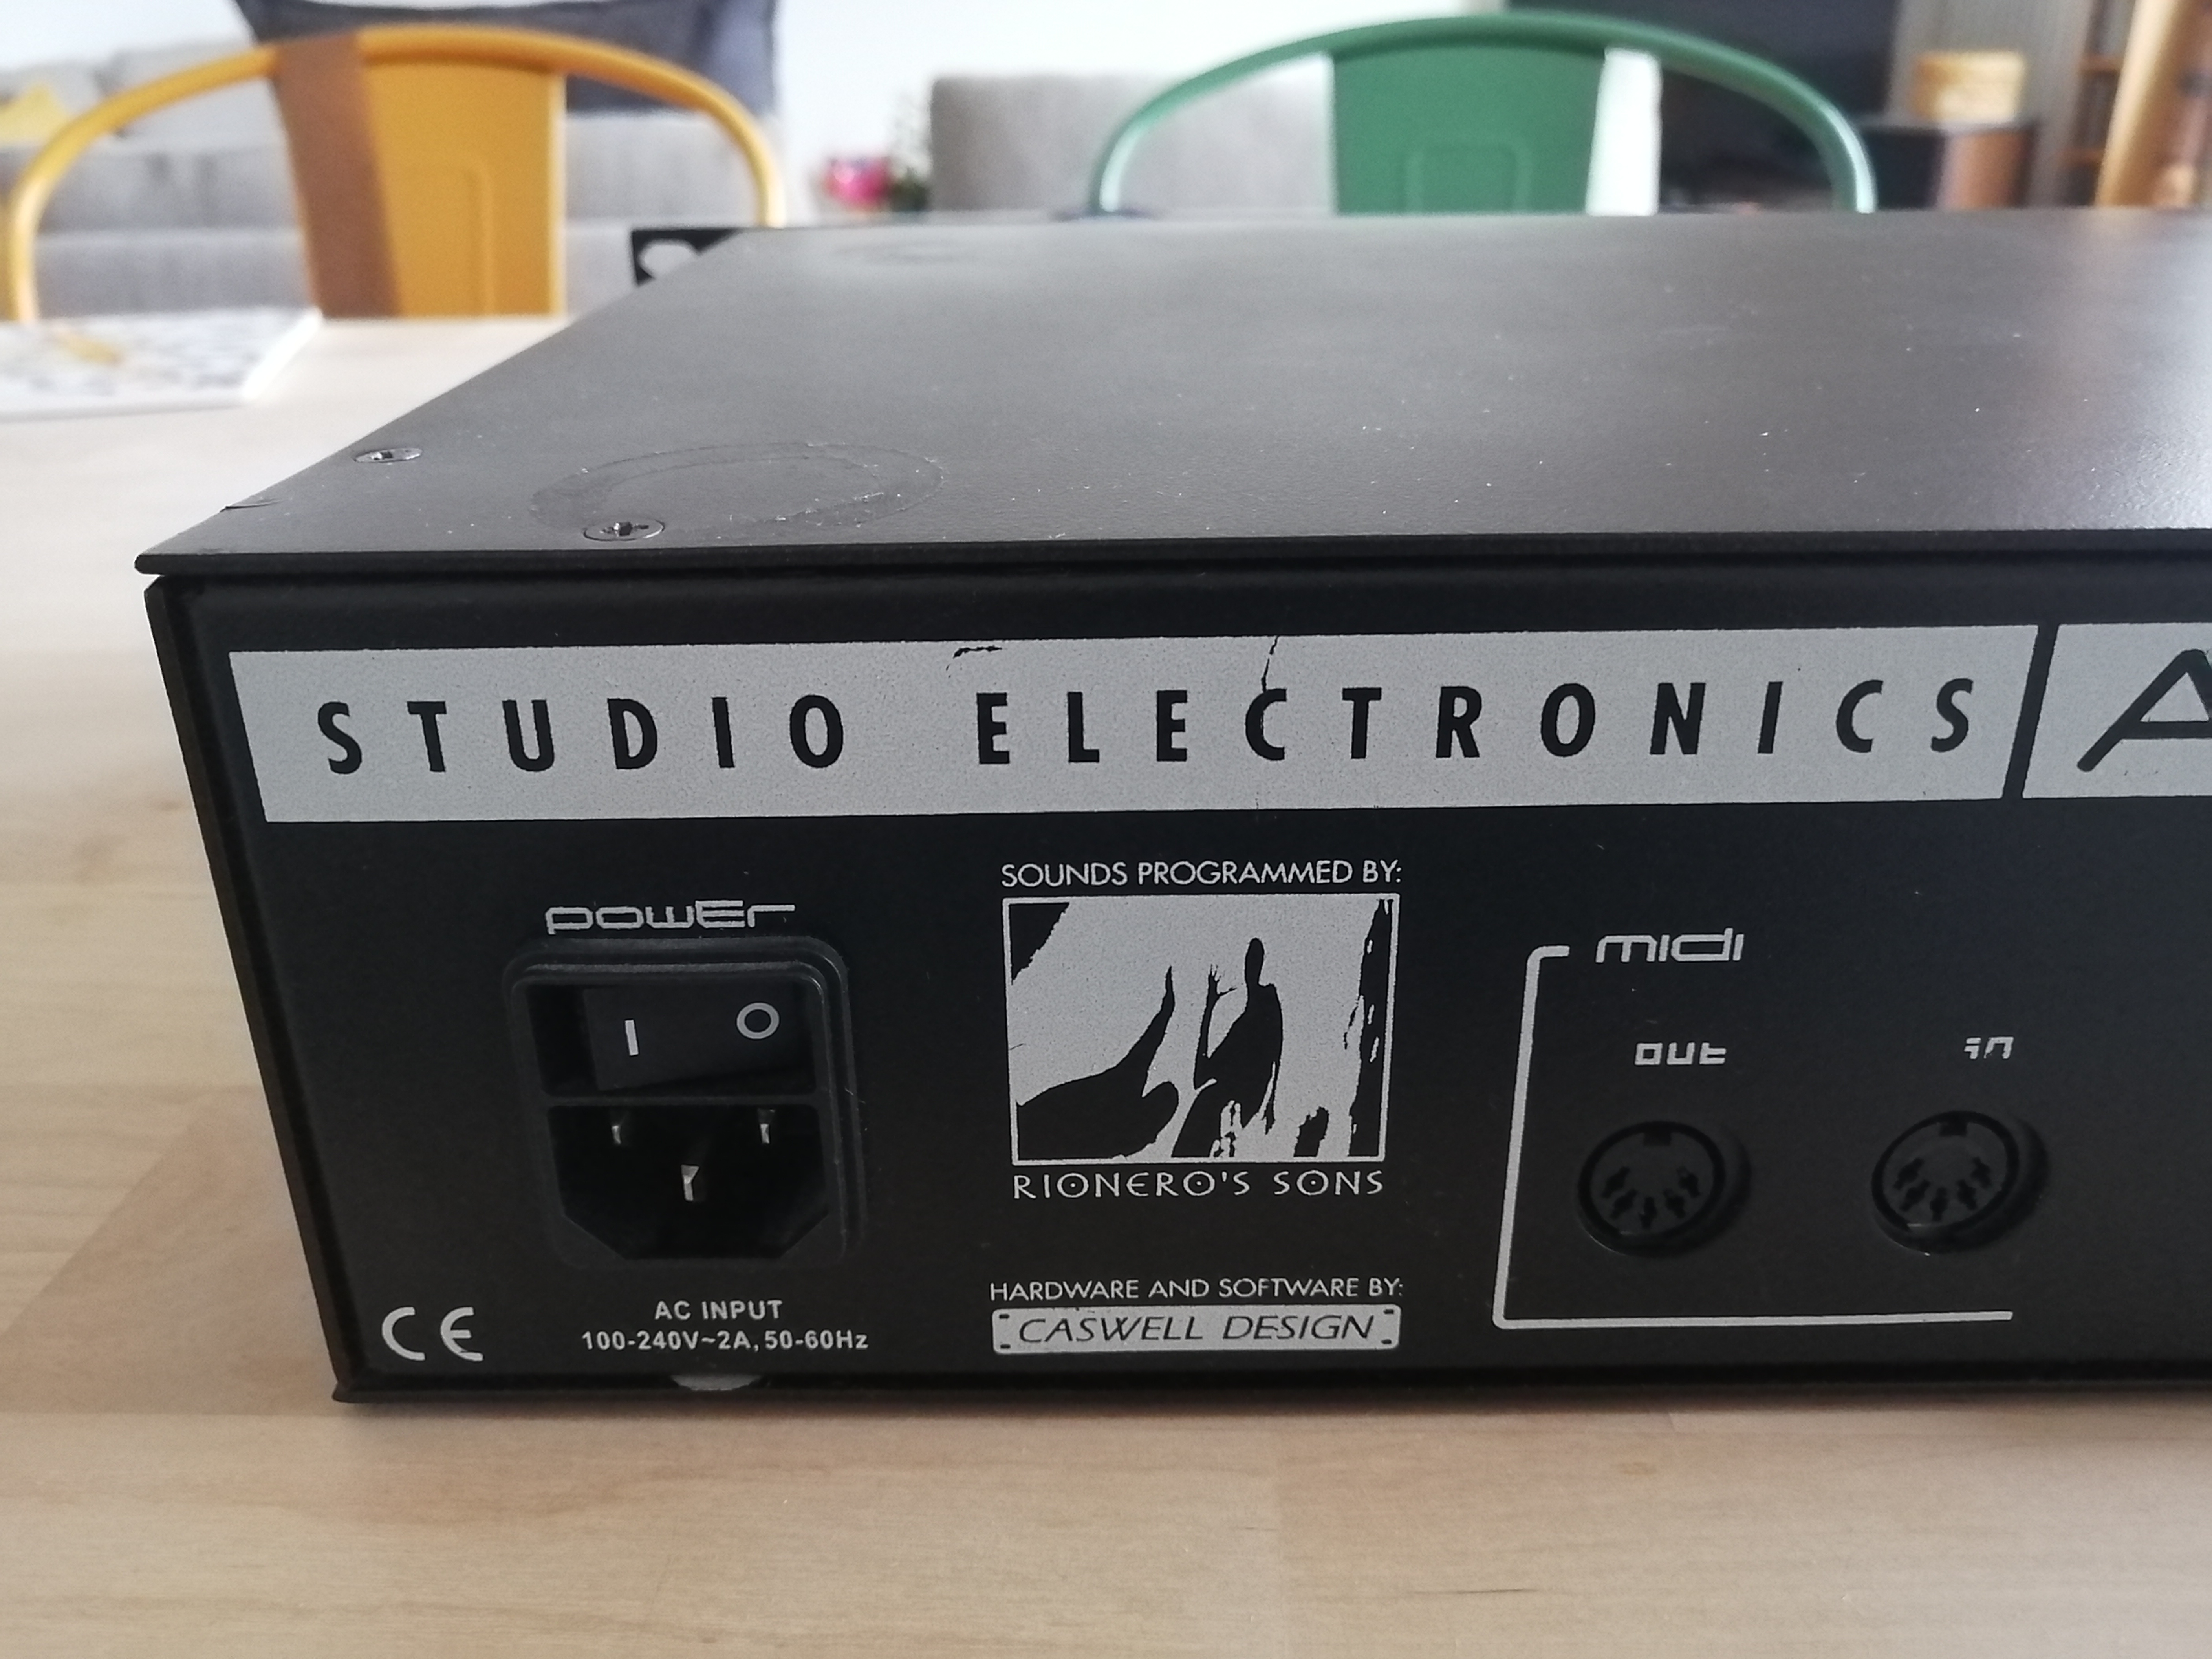 STUDIO ELECTRONICS A
power
I O
SOUNDS PROGRAMMED BY:
RIONERO'S SONS
HARDWARE AND SOFTWARE BY:
CASWELL DESIGN
midi
out in
CE
AC INPUT
100-240V~2A, 50-60Hz